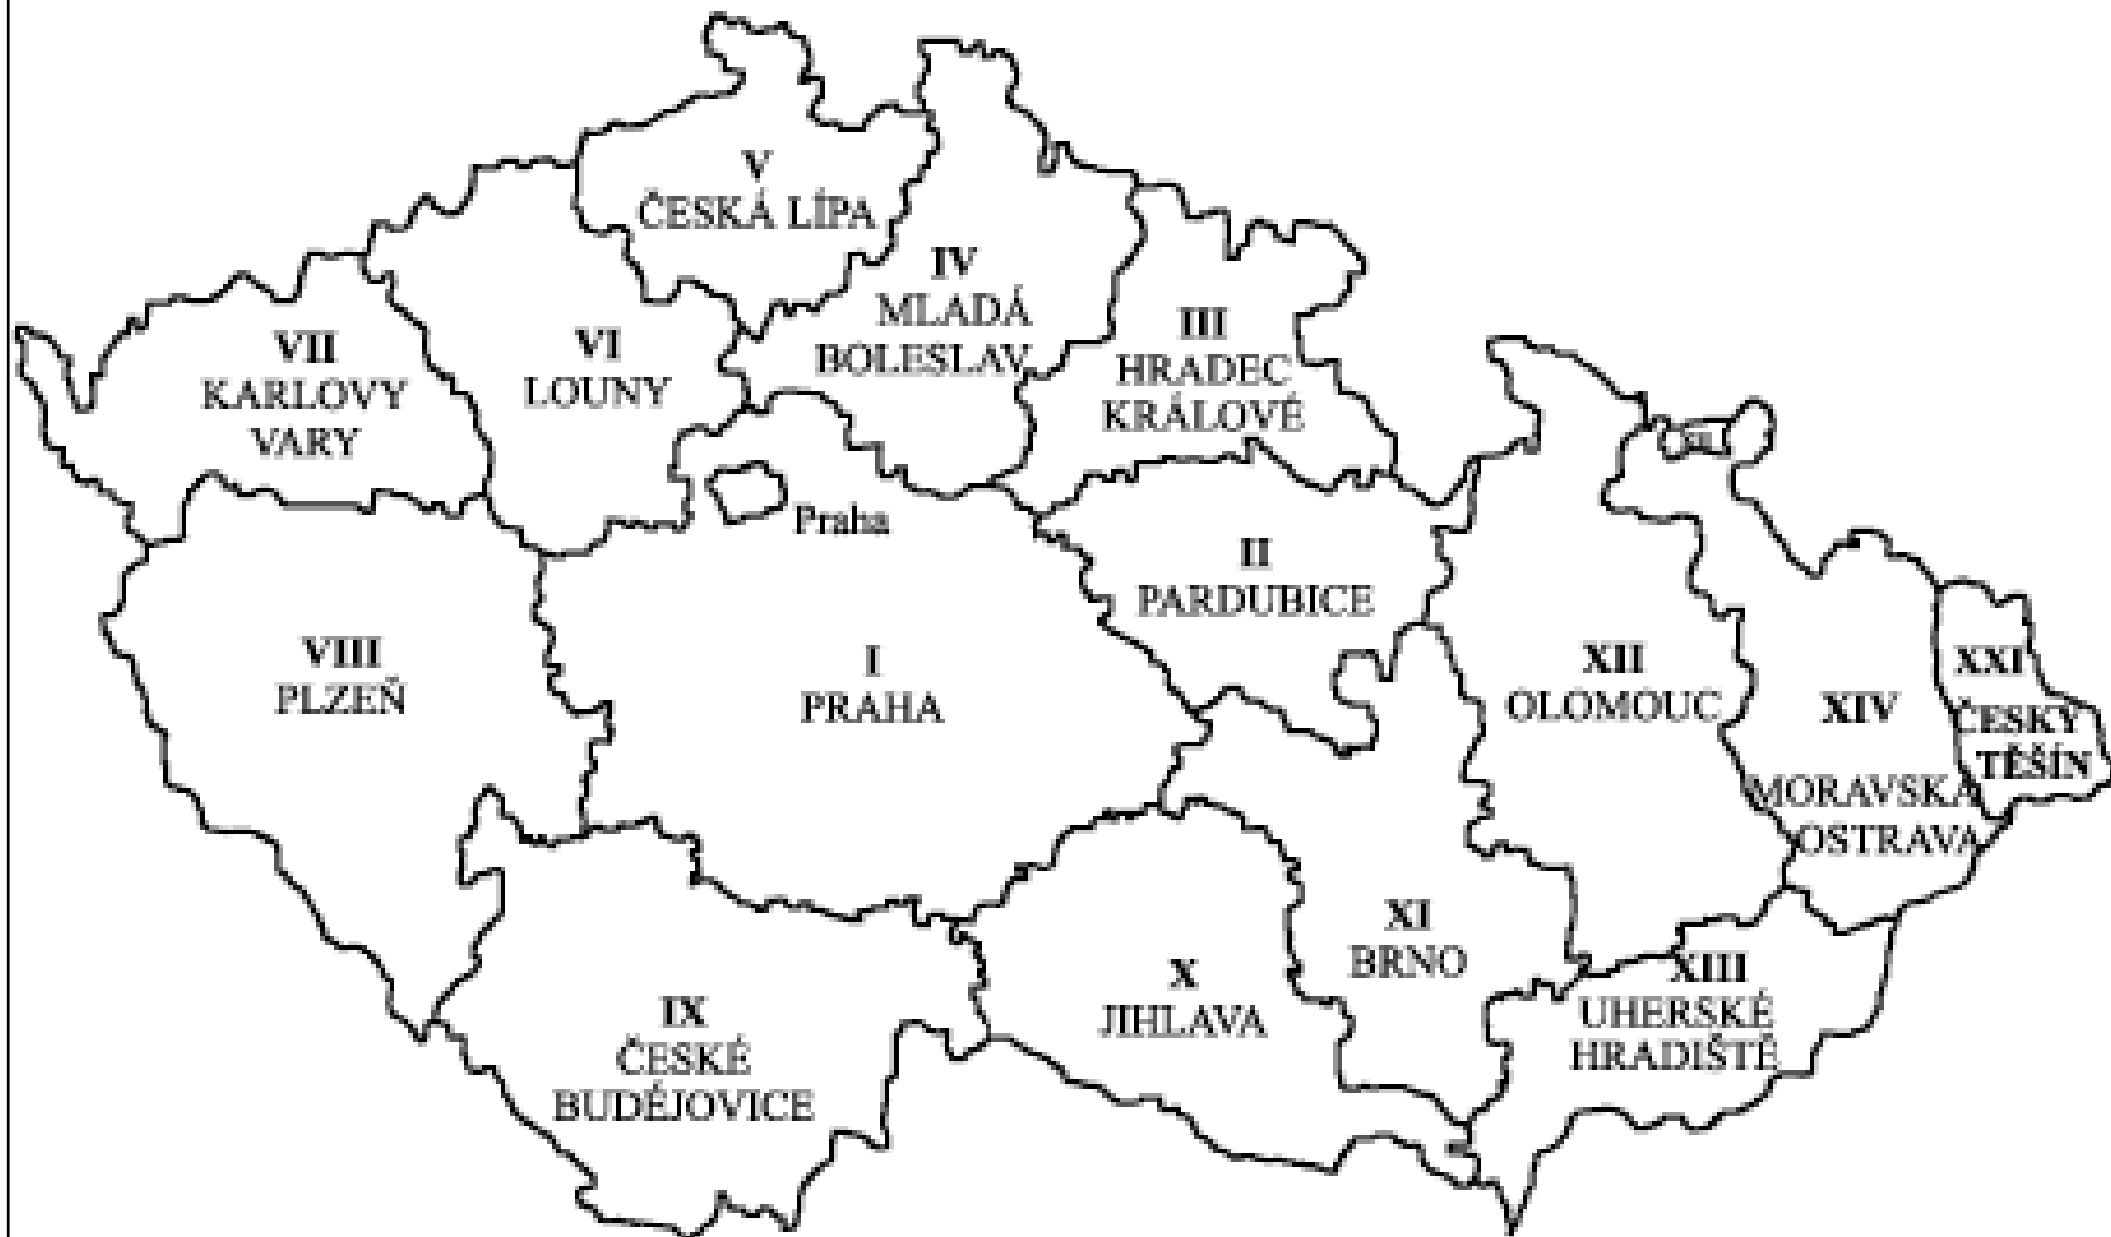 V
ČESKÁ LÍPA
IV
MLADÁ
BOLESLAV
III
HRADEC
KRÁLOVÉ
VII
KARLOVY
VARY
VI
LOUNY
Praha
II
PARDUBICE
VIII
PLZEŇ
I
PRAHA
XII
OLOMOUC
XIV
MORAVSKÁ
OSTRAVA
XXI
ČESKÝ
TĚŠÍN
XI
BRNO
X
JIHLAVA
XIII
UHERSKÉ
HRADIŠTĚ
IX
ČESKÉ
BUDĚJOVICE